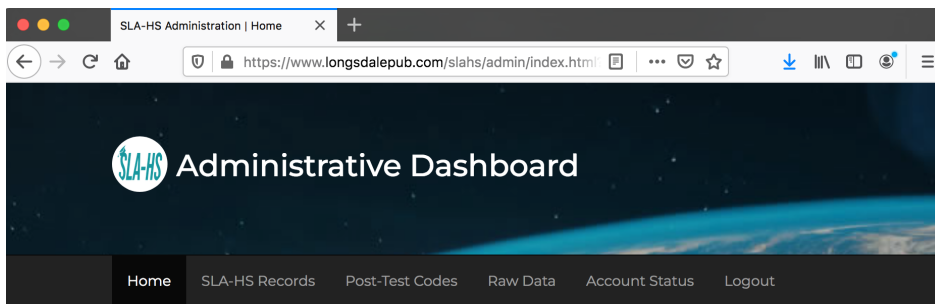 SLA-HS Administration | Home
https://www.longsdalepub.com/slahs/admin/index.html
SLA-HS Administrative Dashboard
Home SLA-HS Records Post-Test Codes Raw Data Account Status Logout